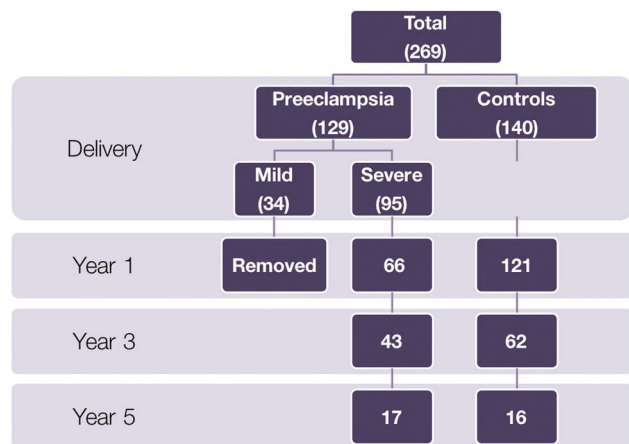 Total
(269)
Preeclampsia
(129)
Controls
(140)
Delivery
Mild
(34)
Severe
(95)
Year 1
Removed
66
121
Year 3
43
62
Year 5
17
16